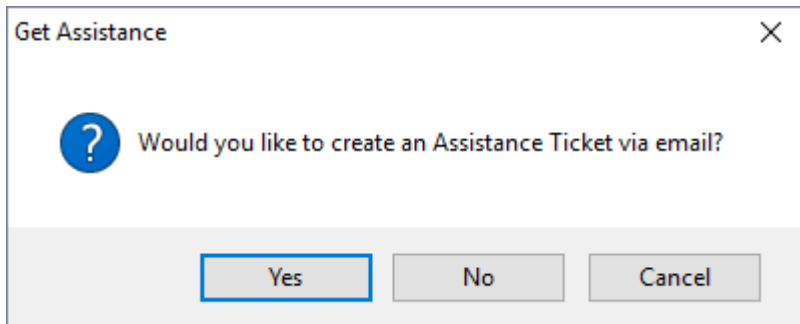 Get Assistance
Would you like to create an Assistance Ticket via email?
Yes No Cancel